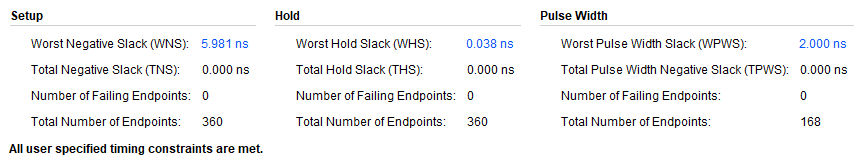 Setup
Hold
Pulse Width
Worst Negative Slack (WNS): 5.981 ns
Worst Hold Slack (WHS): 0.038 ns
Worst Pulse Width Slack (WPWS): 2.000 ns
Total Negative Slack (TNS): 0.000 ns
Total Hold Slack (THS): 0.000 ns
Total Pulse Width Negative Slack (TPWS): 0.000 ns
Number of Failing Endpoints: 0
Number of Failing Endpoints: 0
Number of Failing Endpoints: 0
Total Number of Endpoints: 360
Total Number of Endpoints: 360
Total Number of Endpoints: 168
All user specified timing constraints are met.